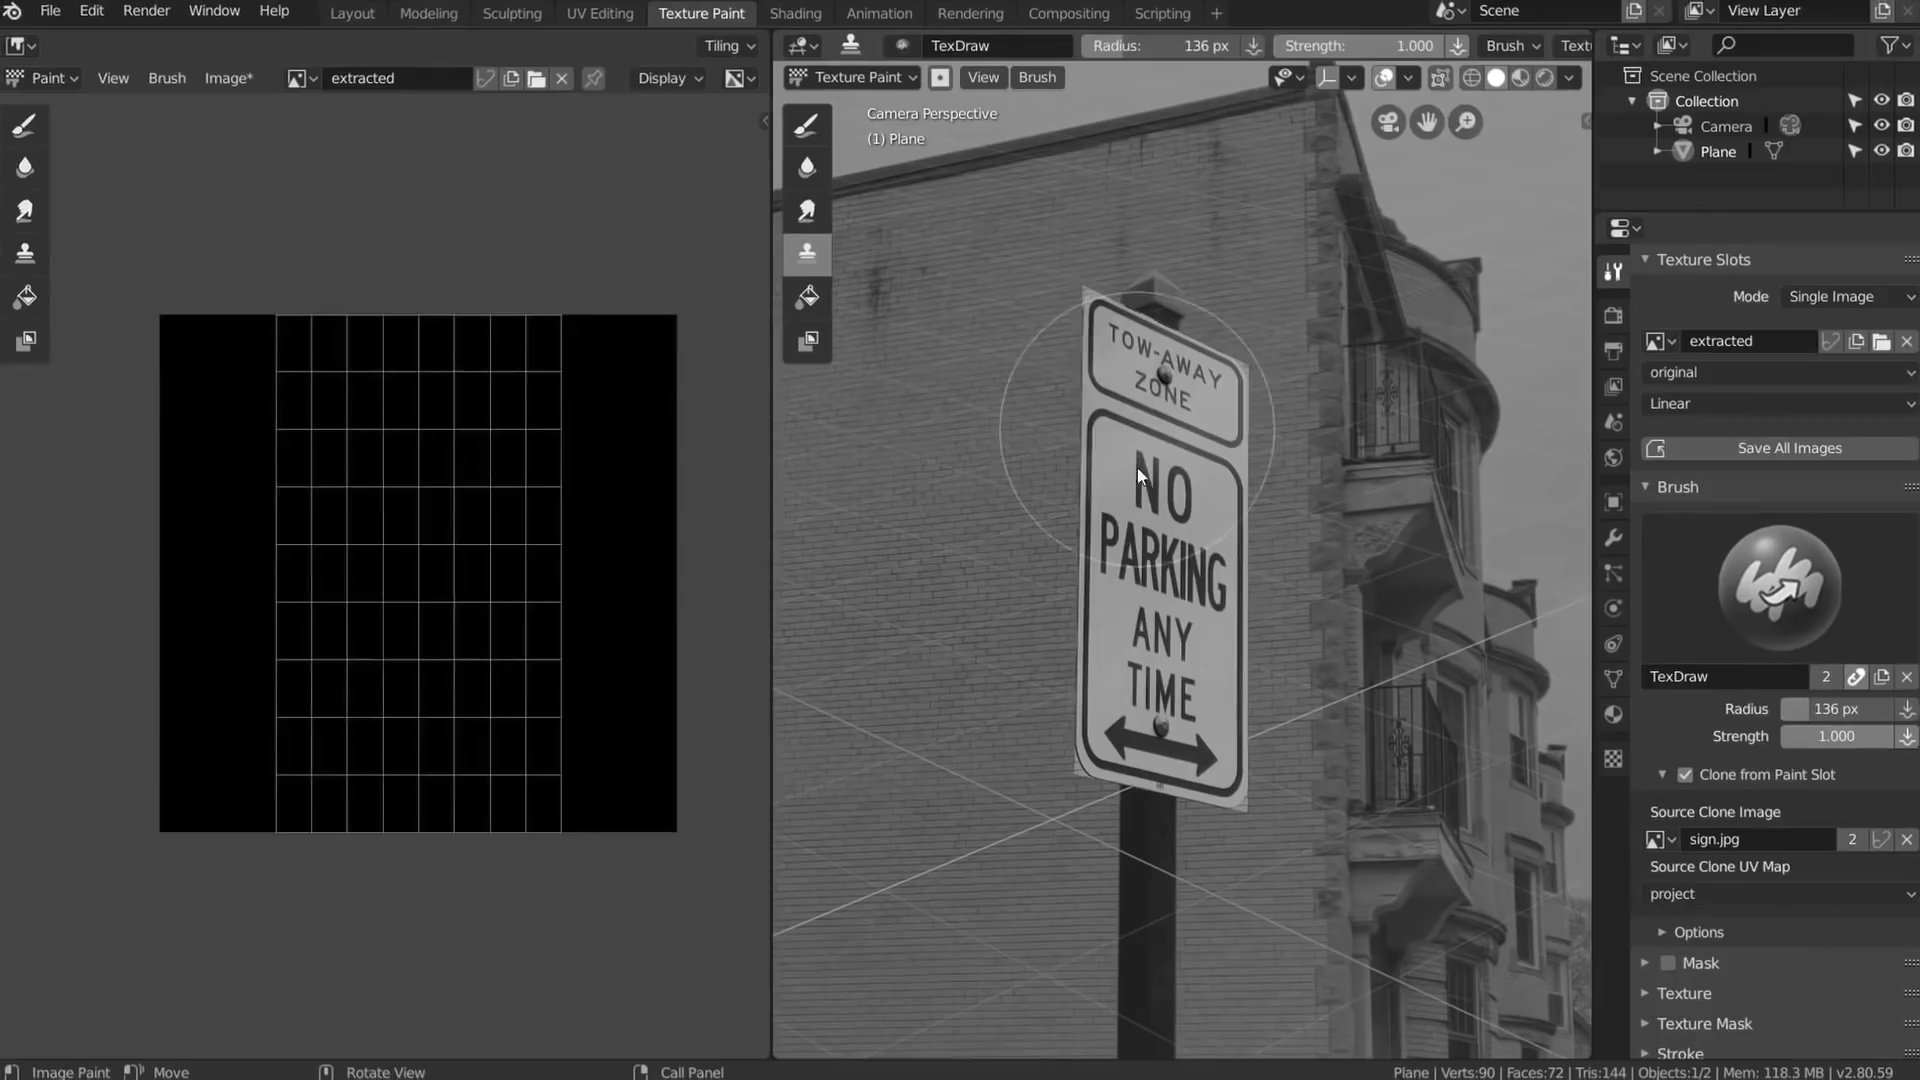 File Edit Render Window Help Layout Modeling Sculpting UV Editing Texture Paint Shading Animation Rendering Compositing Scripting + Scene View Layer
Tiling TexDraw Radius: 136 px Strength: 1.000 Brush Textu
Paint View Brush Image* extracted Display Texture Paint View Brush
Scene Collection
Collection
Camera
Plane
Camera Perspective
(1) Plane
TOW-AWAY
ZONE
NO
PARKING
ANY
TIME
Texture Slots
Mode Single Image
extracted
original
Linear
Save All Images
Brush
TexDraw 2
Radius 136 px
Strength 1.000
Clone from Paint Slot
Source Clone Image
sign.jpg 2
Source Clone UV Map
project
Options
Mask
Texture
Texture Mask
Stroke
Image Paint Move Rotate View Call Panel Plane | Verts:90 | Faces:72 | Tris:144 | Objects:1/2 | Mem: 118.3 MB | v2.80.59